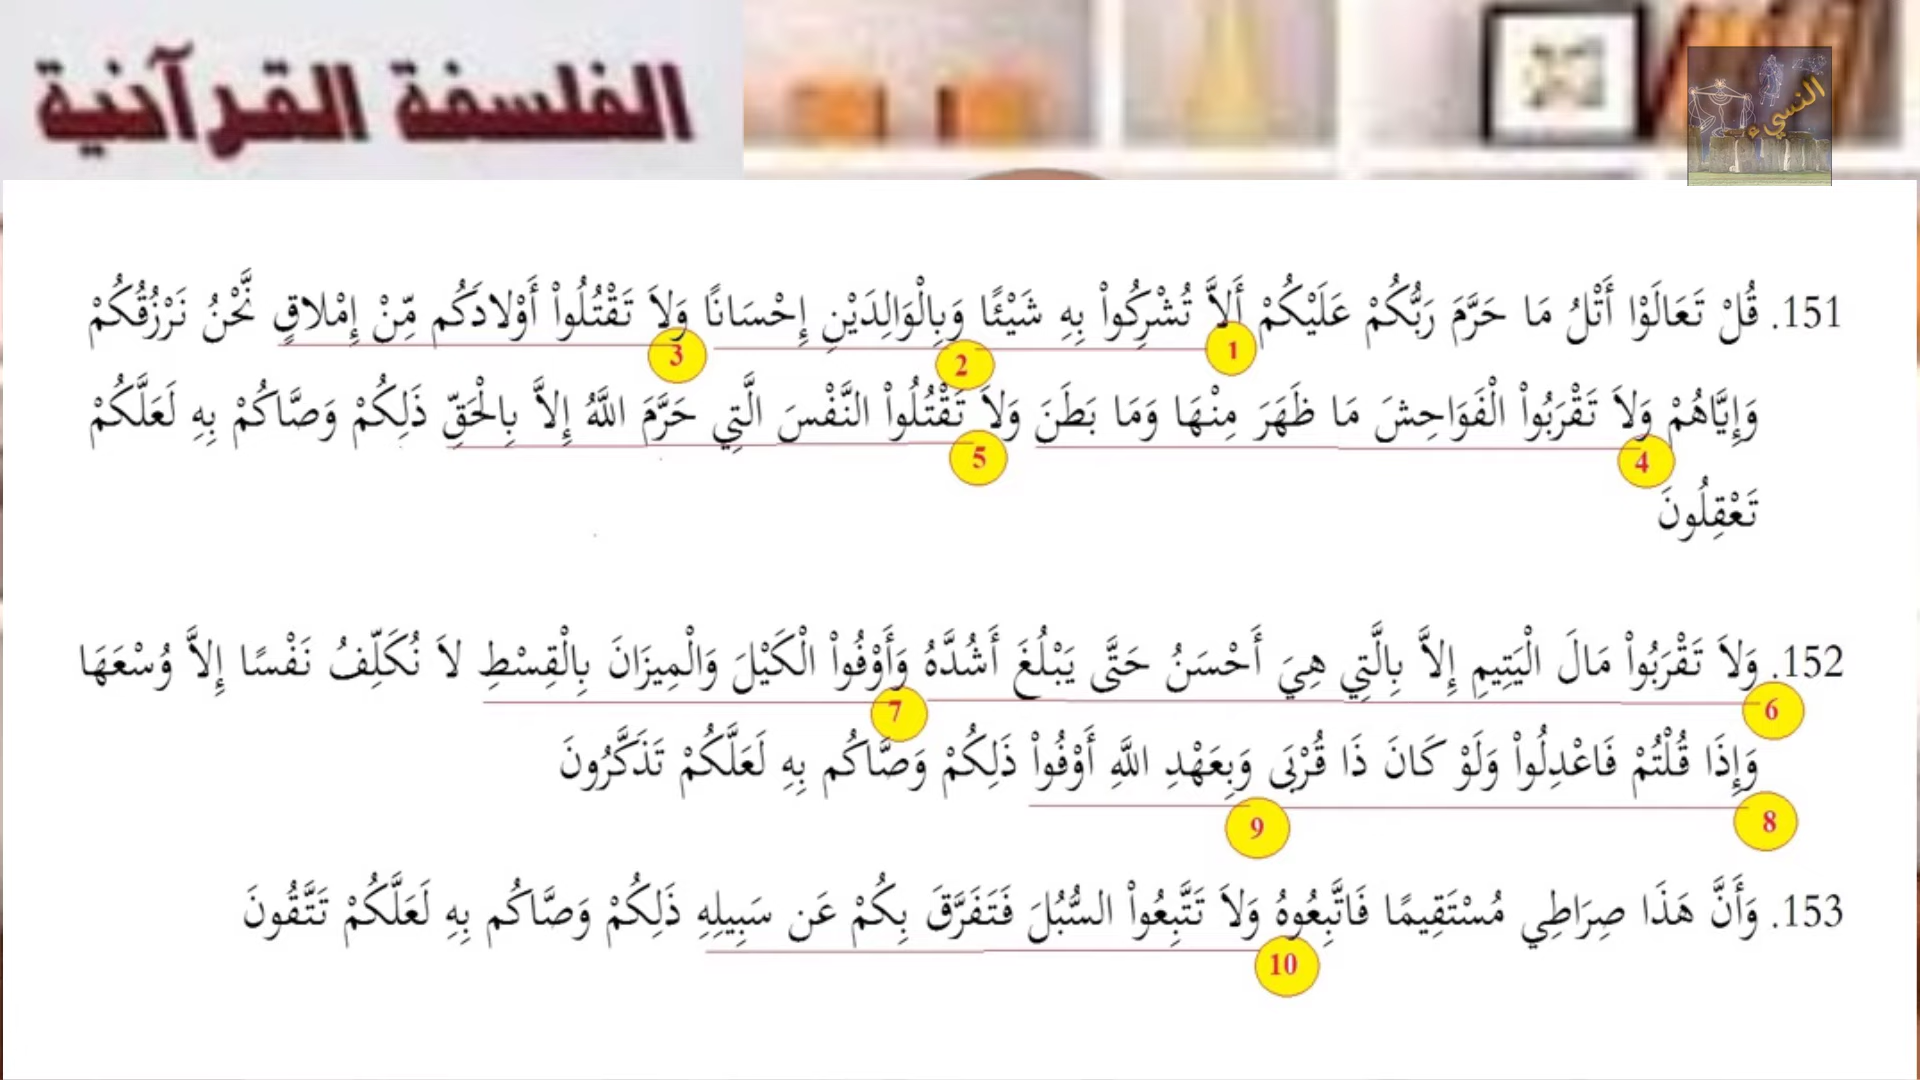 الفلسفة القرآنية
النسيء
151. قُلْ تَعَالَوْا أَتْلُ مَا حَرَّمَ رَبُّكُمْ عَلَيْكُمْ أَلاَّ تُشْرِكُواْ بِهِ شَيْئًا وَبِالْوَالِدَيْنِ إِحْسَانًا وَلاَ تَقْتُلُواْ أَوْلادَكُم مِّنْ إِمْلاقٍ نَّحْنُ نَرْزُقُكُمْ
1 2 3
وَإِيَّاهُمْ وَلاَ تَقْرَبُواْ الْفَوَاحِشَ مَا ظَهَرَ مِنْهَا وَمَا بَطَنَ وَلاَ تَقْتُلُواْ النَّفْسَ الَّتِي حَرَّمَ اللَّهُ إِلاَّ بِالْحَقِّ ذَلِكُمْ وَصَّاكُمْ بِهِ لَعَلَّكُمْ
4 5
تَعْقِلُونَ
152. وَلاَ تَقْرَبُواْ مَالَ الْيَتِيمِ إِلاَّ بِالَّتِي هِيَ أَحْسَنُ حَتَّى يَبْلُغَ أَشُدَّهُ وَأَوْفُواْ الْكَيْلَ وَالْمِيزَانَ بِالْقِسْطِ لاَ نُكَلِّفُ نَفْسًا إِلاَّ وُسْعَهَا
6 7
وَإِذَا قُلْتُمْ فَاعْدِلُواْ وَلَوْ كَانَ ذَا قُرْبَى وَبِعَهْدِ اللَّهِ أَوْفُواْ ذَلِكُمْ وَصَّاكُم بِهِ لَعَلَّكُمْ تَذَكَّرُونَ
8 9
153. وَأَنَّ هَذَا صِرَاطِي مُسْتَقِيمًا فَاتَّبِعُوهُ وَلاَ تَتَّبِعُواْ السُّبُلَ فَتَفَرَّقَ بِكُمْ عَن سَبِيلِهِ ذَلِكُمْ وَصَّاكُم بِهِ لَعَلَّكُمْ تَتَّقُونَ
10